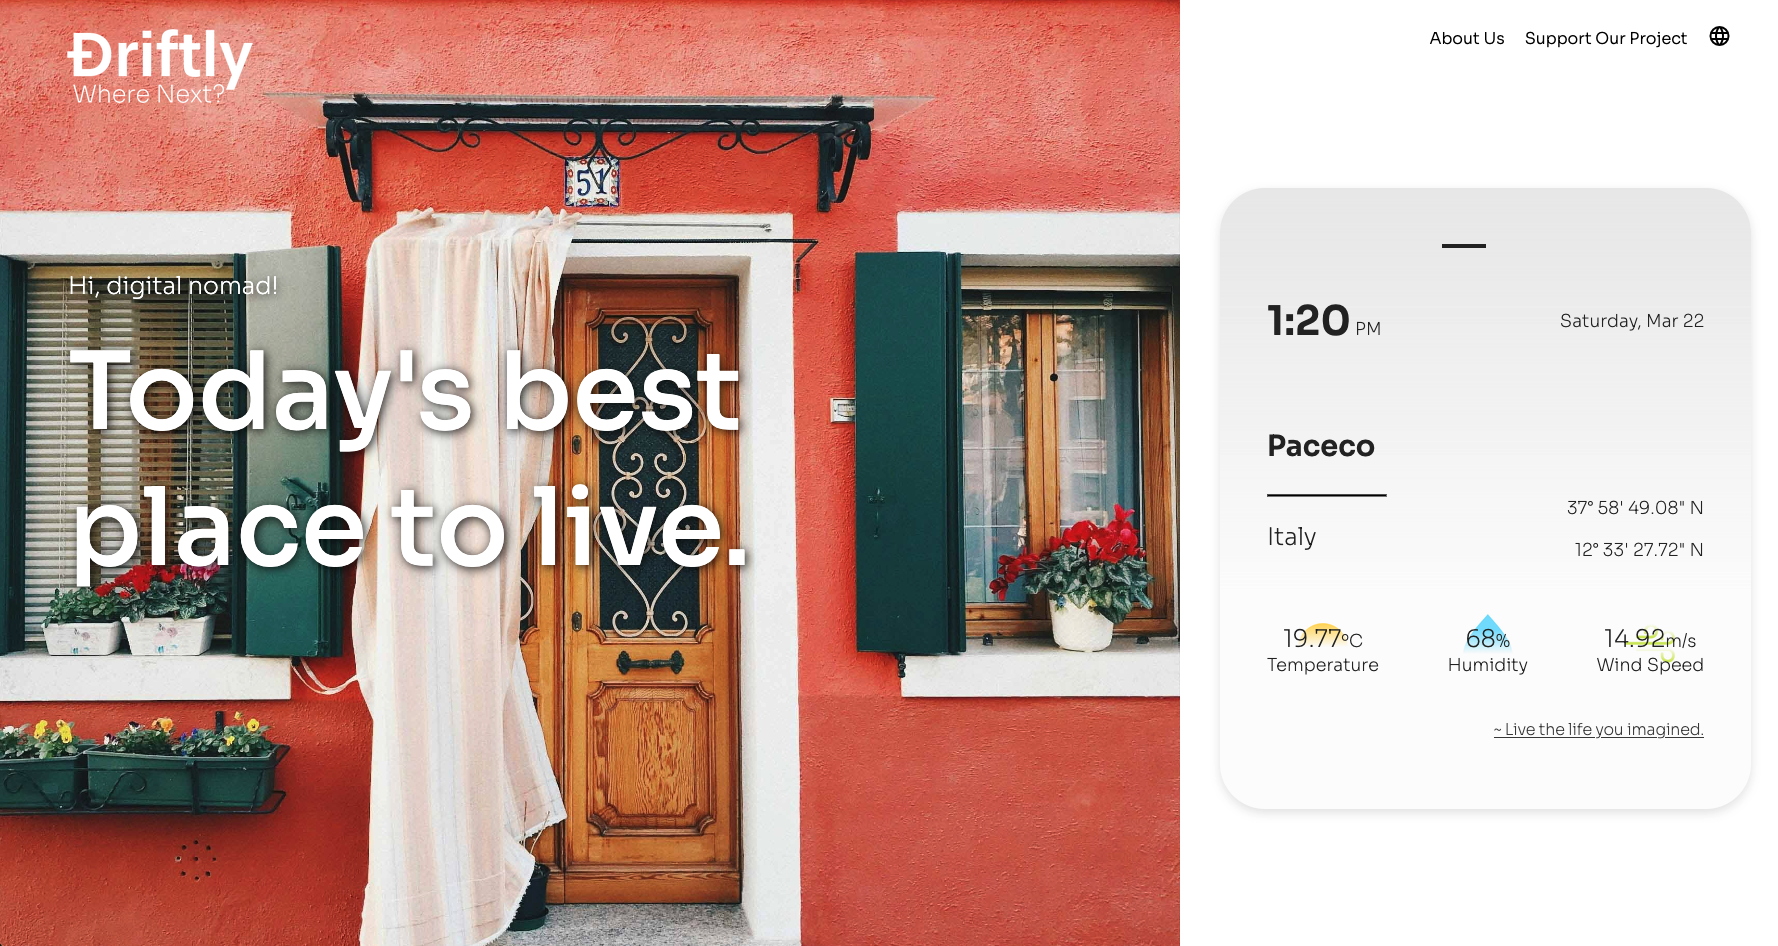 Driftly
Where Next?
About Us
Support Our Project
51
Hi, digital nomad!
Today's best
place to live.
1:20 PM
Saturday, Mar 22
Paceco
Italy
37° 58' 49.08" N
12° 33' 27.72" N
19.77°C
Temperature
68%
Humidity
14.92m/s
Wind Speed
~ Live the life you imagined.